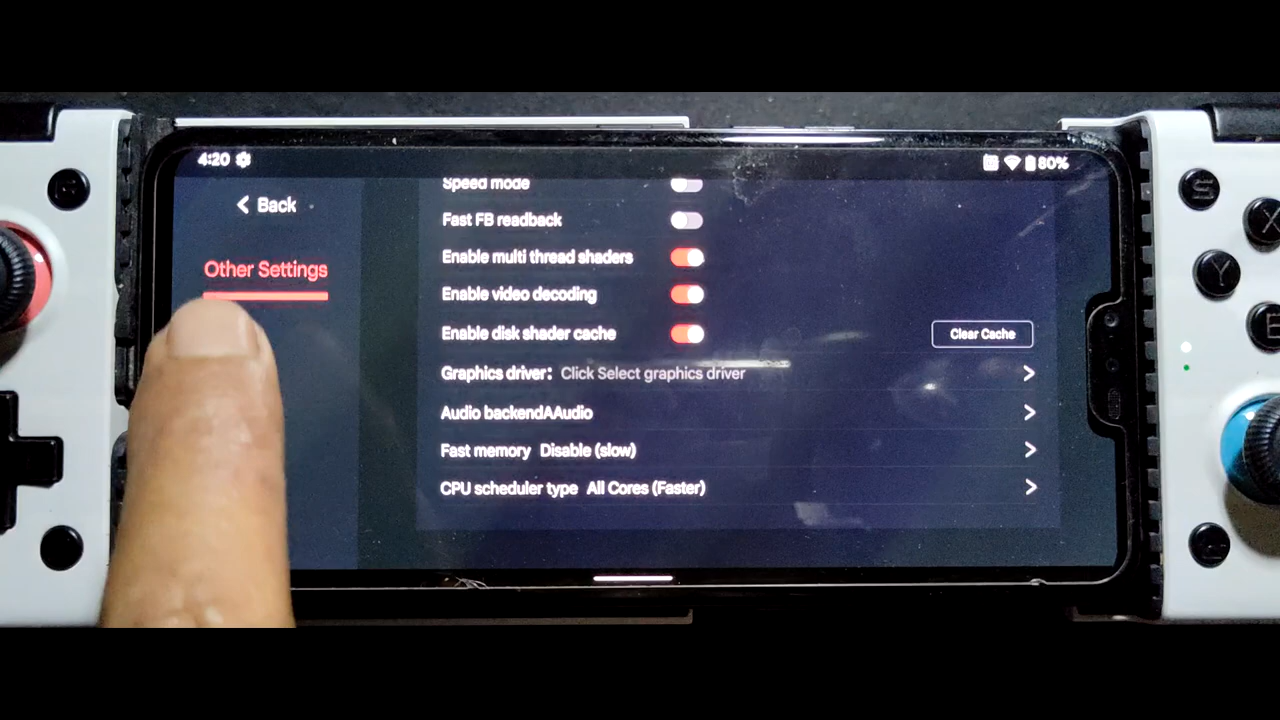 4:20
80%
Back
Other Settings
Speed mode
Fast FB readback
Enable multi thread shaders
Enable video decoding
Enable disk shader cache
Clear Cache
Graphics driver: Click Select graphics driver
Audio backendAAudio
Fast memory Disable (slow)
CPU scheduler type All Cores (Faster)
S
X
Y